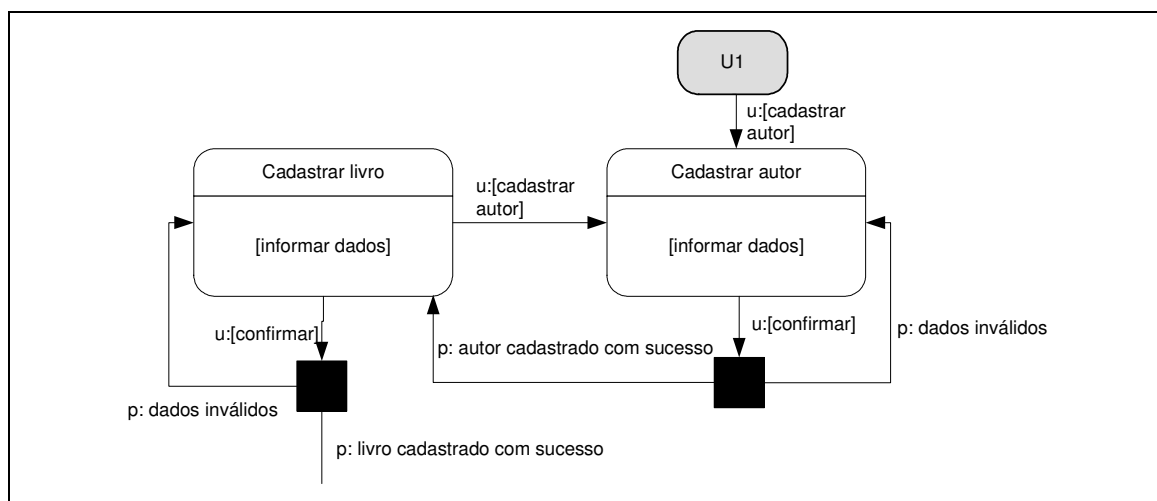 U1
u:[cadastrar
autor]
Cadastrar livro
Cadastrar autor
u:[cadastrar
autor]
[informar dados]
[informar dados]
u:[confirmar]
u:[confirmar]
p: dados inválidos
p: autor cadastrado com sucesso
p: dados inválidos
p: livro cadastrado com sucesso